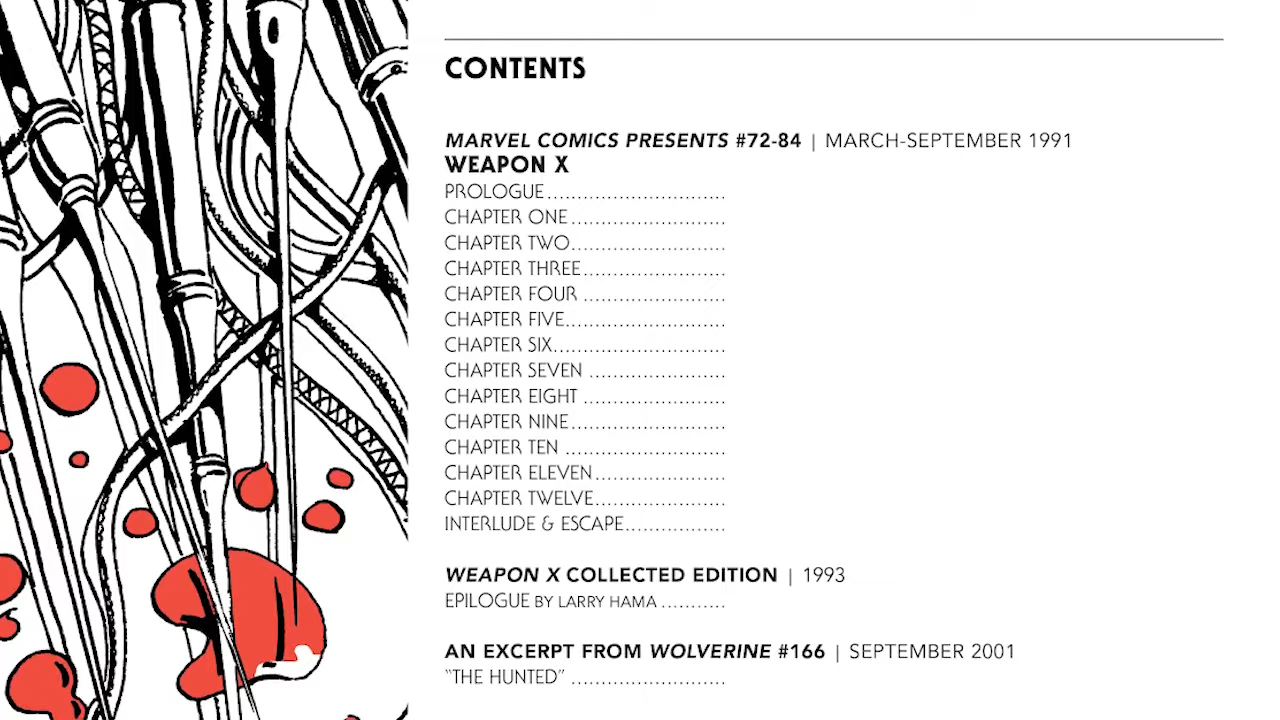 CONTENTS
MARVEL COMICS PRESENTS #72-84 | MARCH-SEPTEMBER 1991
WEAPON X
PROLOGUE..............................
CHAPTER ONE..........................
CHAPTER TWO..........................
CHAPTER THREE........................
CHAPTER FOUR ........................
CHAPTER FIVE...........................
CHAPTER SIX.............................
CHAPTER SEVEN .......................
CHAPTER EIGHT ........................
CHAPTER NINE..........................
CHAPTER TEN ...........................
CHAPTER ELEVEN......................
CHAPTER TWELVE......................
INTERLUDE & ESCAPE.................
WEAPON X COLLECTED EDITION | 1993
EPILOGUE BY LARRY HAMA ...........
AN EXCERPT FROM WOLVERINE #166 | SEPTEMBER 2001
“THE HUNTED” ..........................